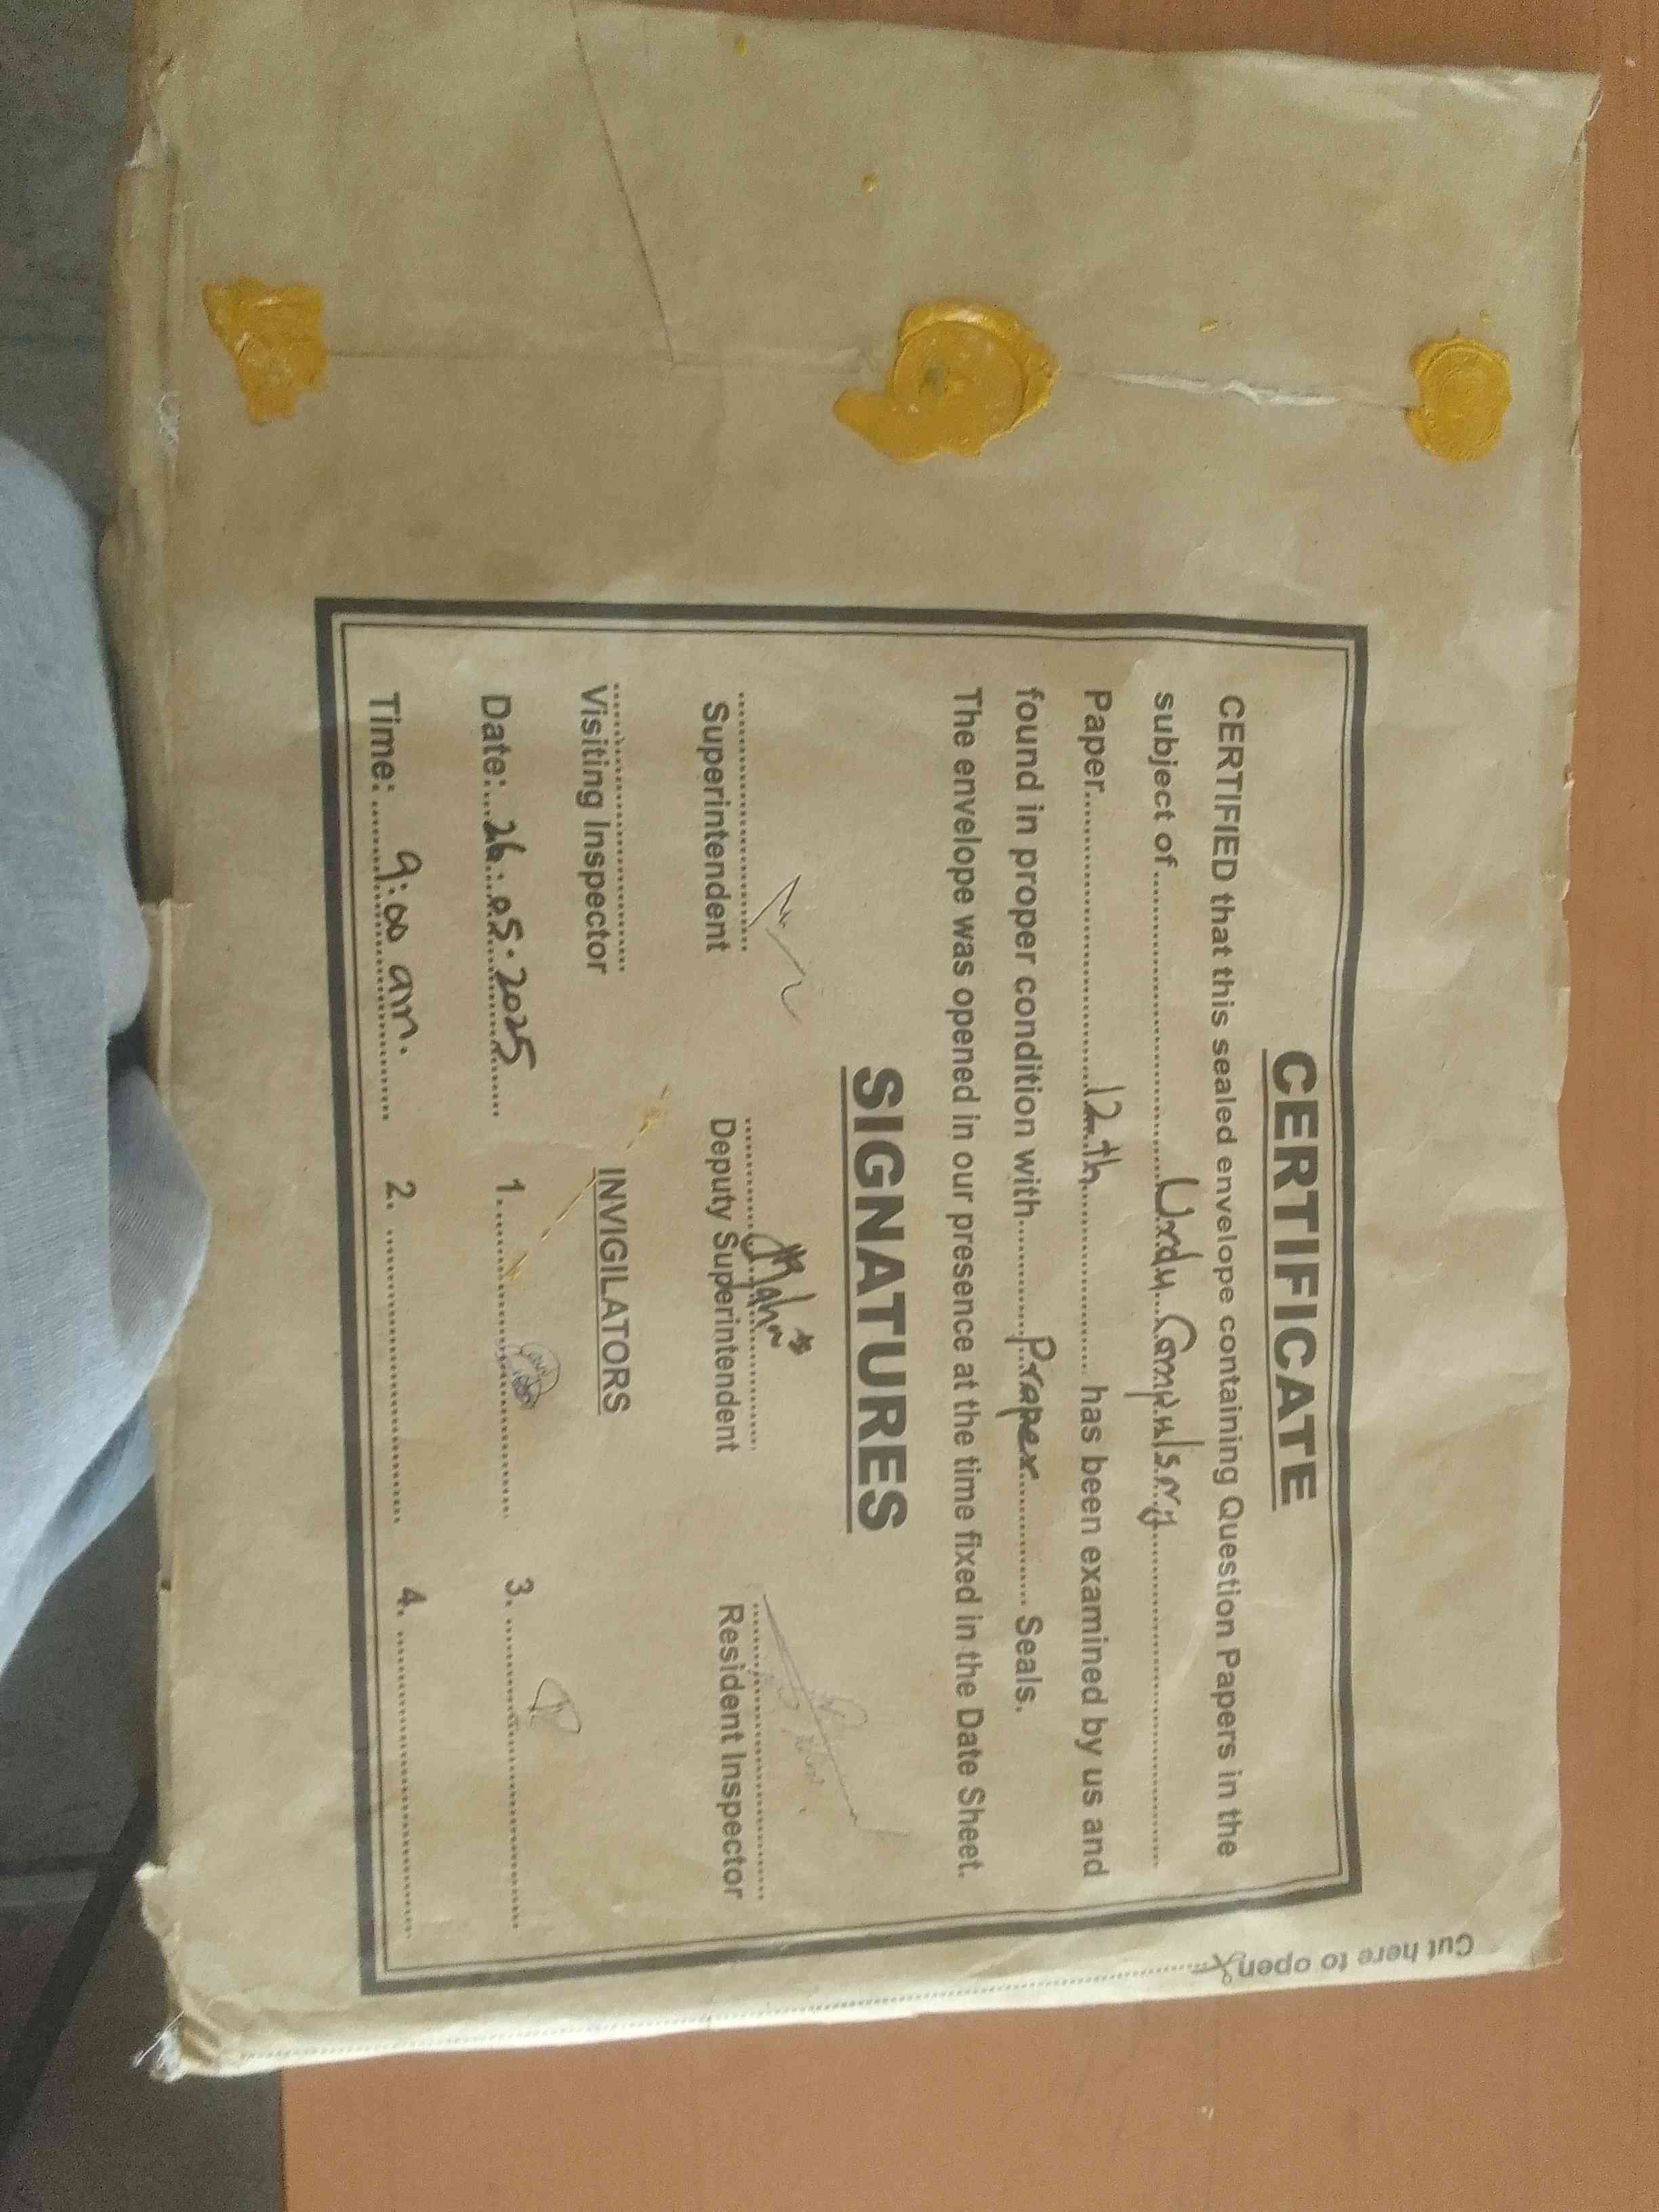 CERTIFICATE
CERTIFIED that this sealed envelope containing Question Papers in the
subject of........Urdu Compulsory........
Paper........12th........ has been examined by us and
found in proper condition with........Proper........ Seals.
The envelope was opened in our presence at the time fixed in the Date Sheet.
SIGNATURES
Superintendent Deputy Superintendent Resident Inspector
Visiting Inspector INVIGILATORS
Date: 26.05.2025 1. 3.
Time: 9:00 am. 2. 4.
Cut here to open